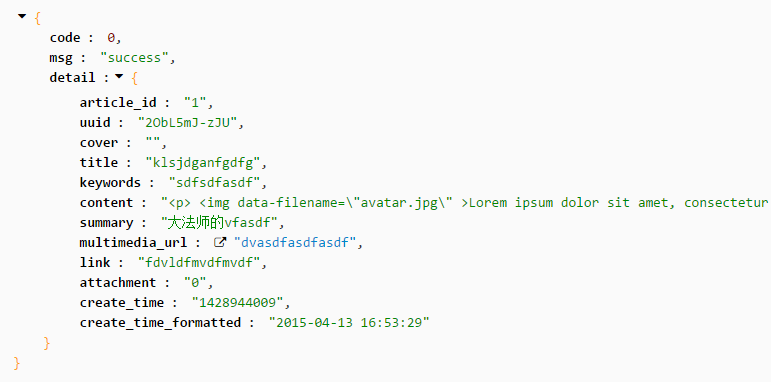 {
code : 0,
msg : "success",
detail : {
article_id : "1",
uuid : "2ObL5mJ-zJU",
cover : "",
title : "klsjdganfgdfg",
keywords : "sdfsdfasdf",
content : "<p> <img data-filename=\"avatar.jpg\" >Lorem ipsum dolor sit amet, consectetur
summary : "大法师的vfasdf",
multimedia_url : "dvasdfasdfasdf",
link : "fdvldfmvdfmvdf",
attachment : "0",
create_time : "1428944009",
create_time_formatted : "2015-04-13 16:53:29"
}
}